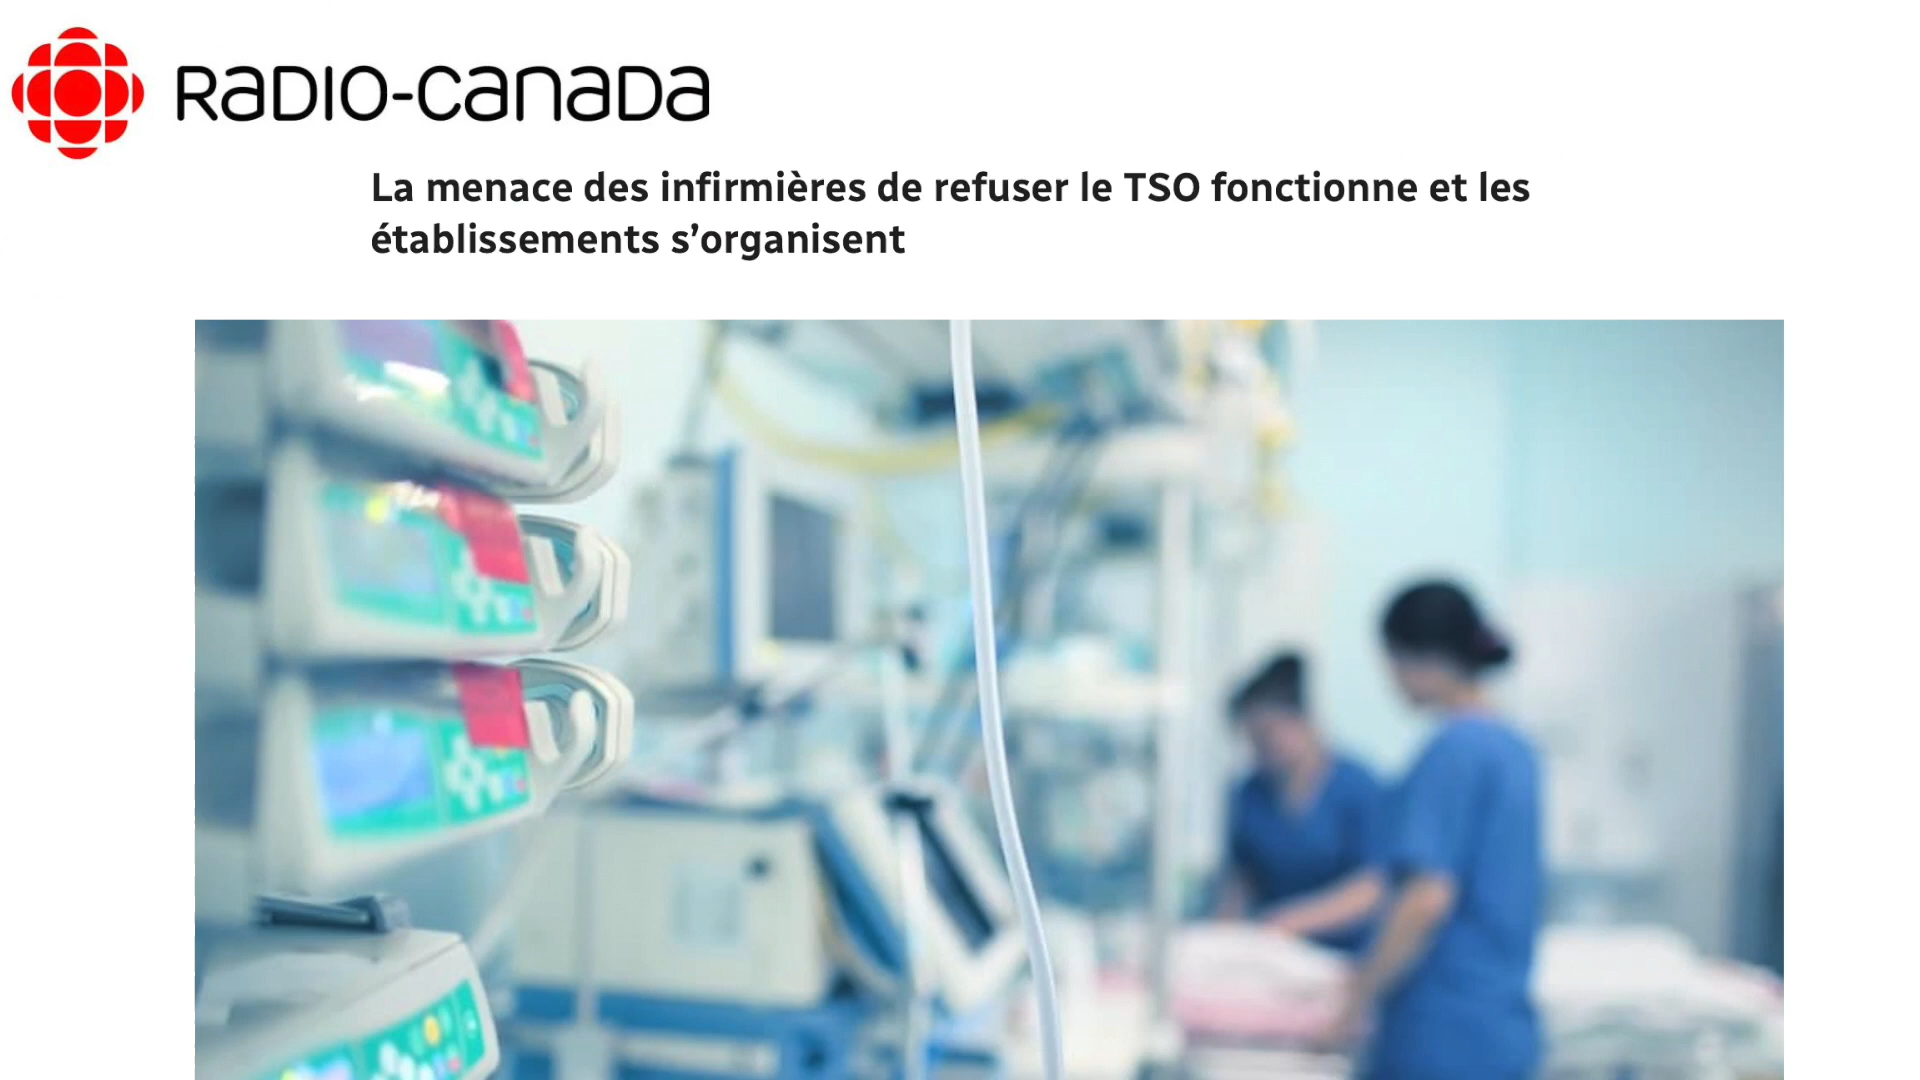 RADIO-CANADA
La menace des infirmières de refuser le TSO fonctionne et les
établissements s’organisent